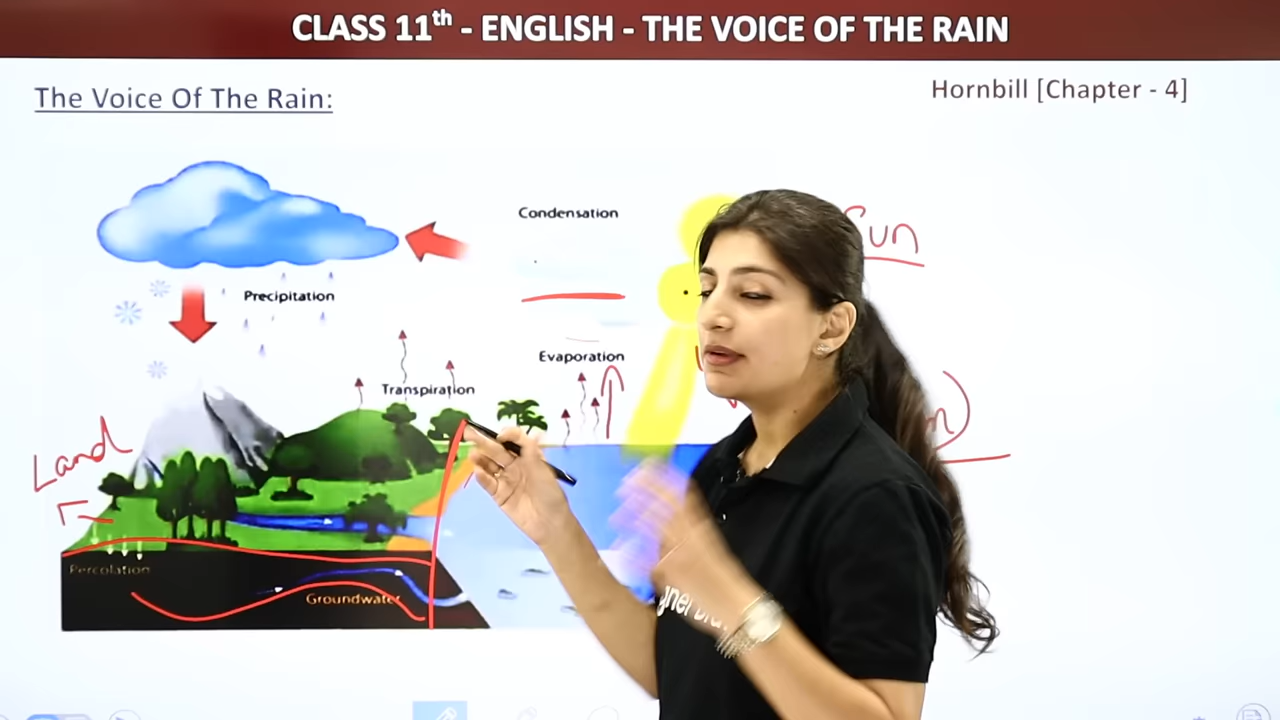 CLASS 11th - ENGLISH - THE VOICE OF THE RAIN
The Voice Of The Rain:
Hornbill [Chapter - 4]
Condensation
Sun
Precipitation
Evaporation
Transpiration
Land
Percolation
Groundwater